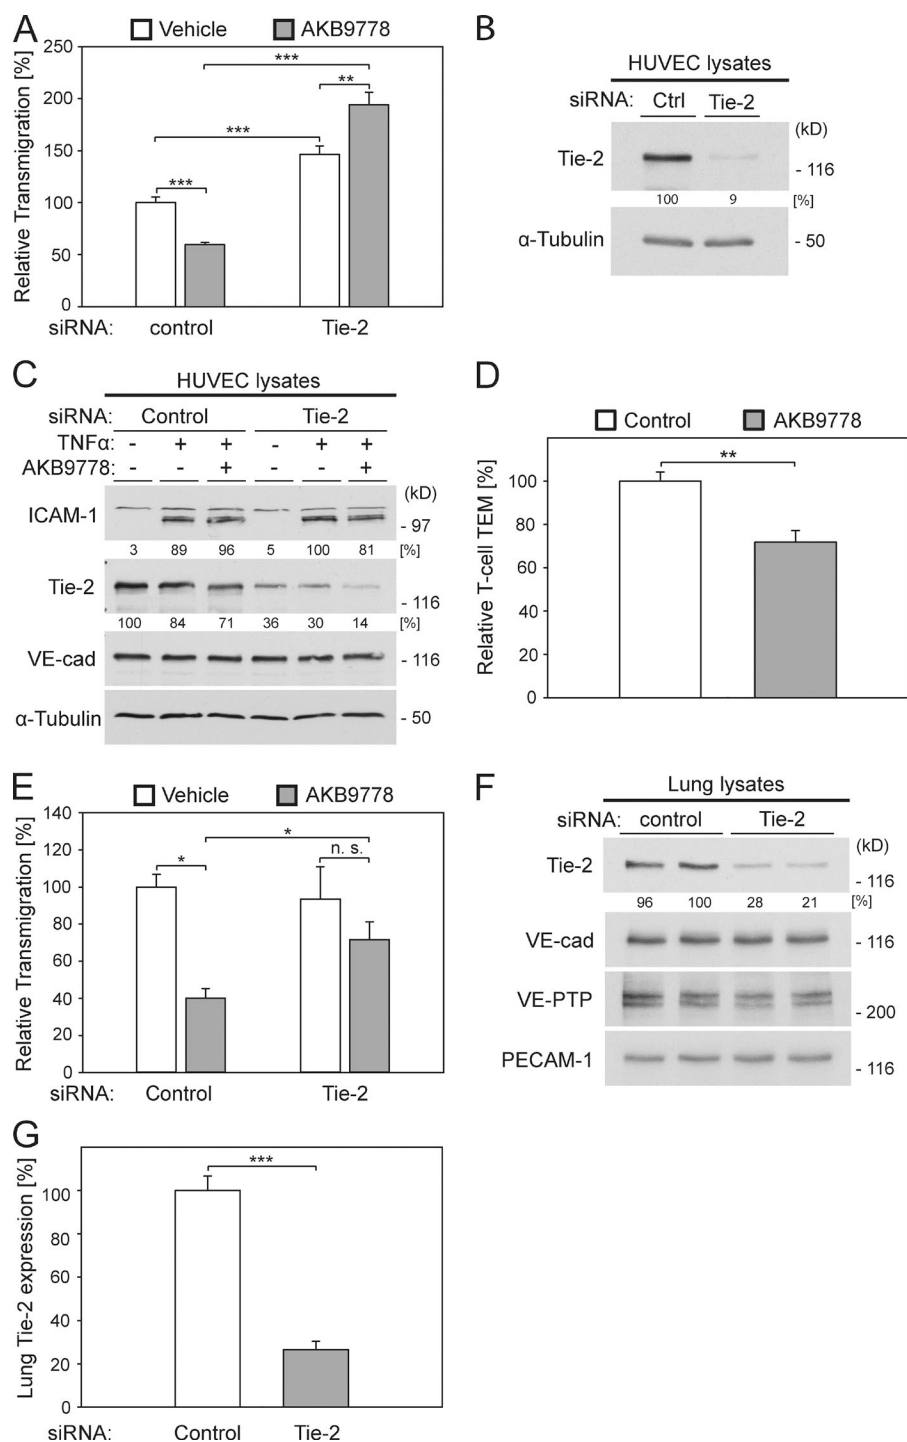 A
Vehicle AKB9778
Relative Transmigration [%]
250
200
150
100
50
0
***
**
***
***
siRNA: control Tie-2
B
HUVEC lysates
siRNA: Ctrl Tie-2
(kD)
Tie-2 - 116
100 9 [%]
α-Tubulin - 50
C
HUVEC lysates
siRNA: Control Tie-2
TNFα: - + + - + +
AKB9778: - - + - - +
(kD)
ICAM-1 - 97
3 89 96 5 100 81 [%]
Tie-2 - 116
100 84 71 36 30 14 [%]
VE-cad - 116
α-Tubulin - 50
D
Control AKB9778
Relative T-cell TEM [%]
100
80
60
40
20
0
**
E
Vehicle AKB9778
Relative Transmigration [%]
140
120
100
80
60
40
20
0
*
* n. s.
siRNA: Control Tie-2
F
Lung lysates
siRNA: control Tie-2
(kD)
Tie-2 - 116
96 100 28 21 [%]
VE-cad - 116
VE-PTP - 200
PECAM-1 - 116
G
Lung Tie-2 expression [%]
100
80
60
40
20
0
***
siRNA: Control Tie-2